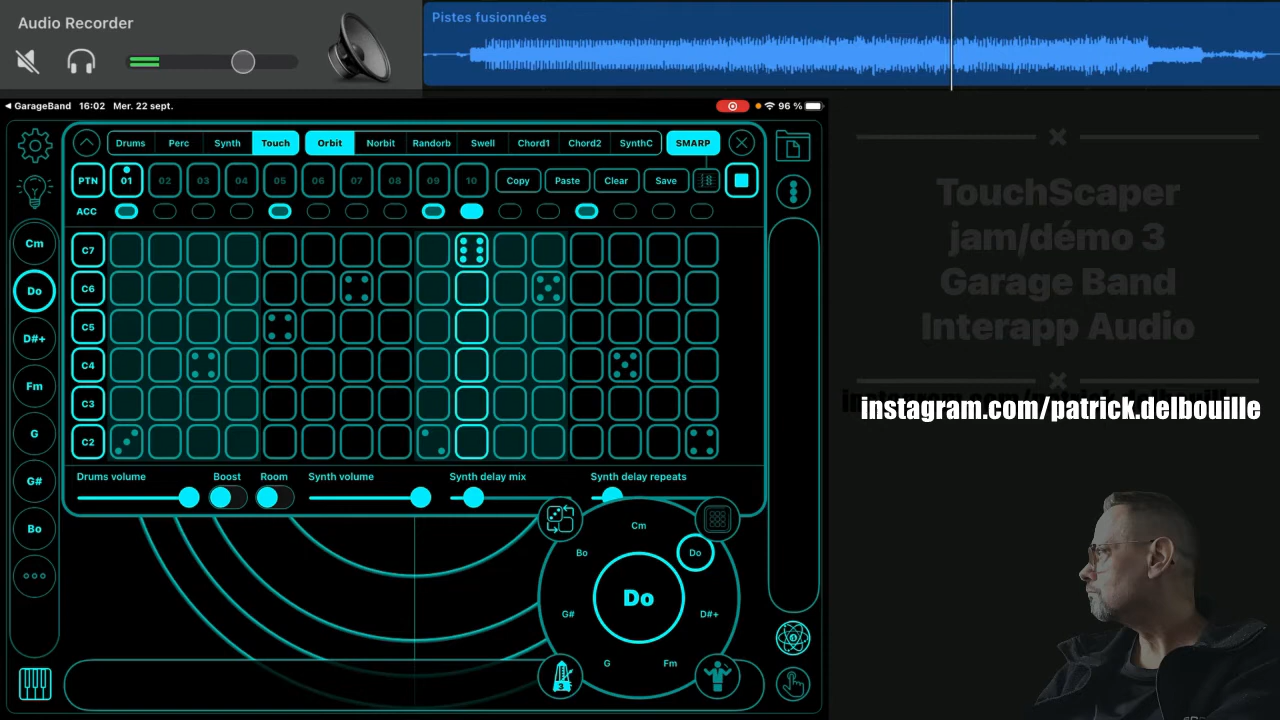 Audio Recorder
Pistes fusionnées
GarageBand 16:02 Mer. 22 sept.
96 %
Drums Perc Synth Touch Orbit Norbit Randorb Swell Chord1 Chord2 SynthC SMARP
PTN 01 02 03 04 05 06 07 08 09 10 Copy Paste Clear Save
ACC
C7
C6
C5
C4
C3
C2
Drums volume Boost Room Synth volume Synth delay mix Synth delay repeats
Cm
Do
D#+
Fm
G
G#
Bo
Cm
Bo
Do
Do
G#
D#+
G
Fm
3
4
TouchScaper
jam/démo 3
Garage Band
Interapp Audio
instagram.com/patrick.delbouille